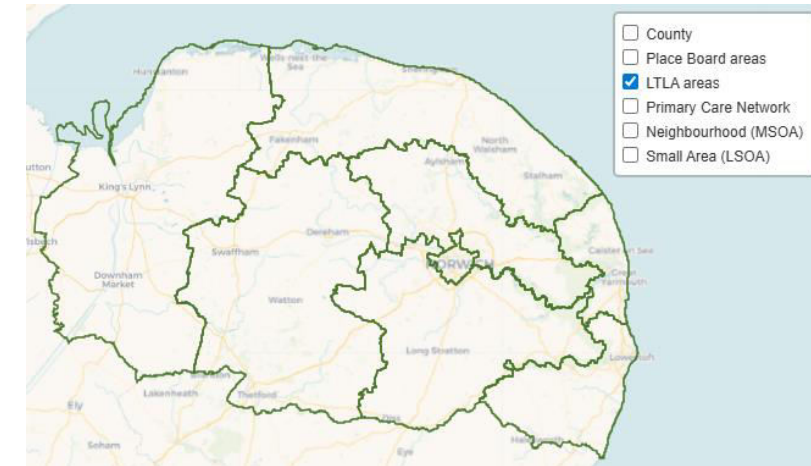 County
Place Board areas
LTLA areas
Primary Care Network
Neighbourhood (MSOA)
Small Area (LSOA)
Hunstanton
Wells next the
Sea
Sheringham
Fakenham
North
Walsham
Aylsham
Stalham
King's Lynn
Swaffham
Dereham
NORWICH
Caister on Sea
Great
Yarmouth
Downham
Market
Watton
Long Stratton
Lowestoft
Lakenheath
Thetford
Diss
Ely
Soham
Eye
Halesworth